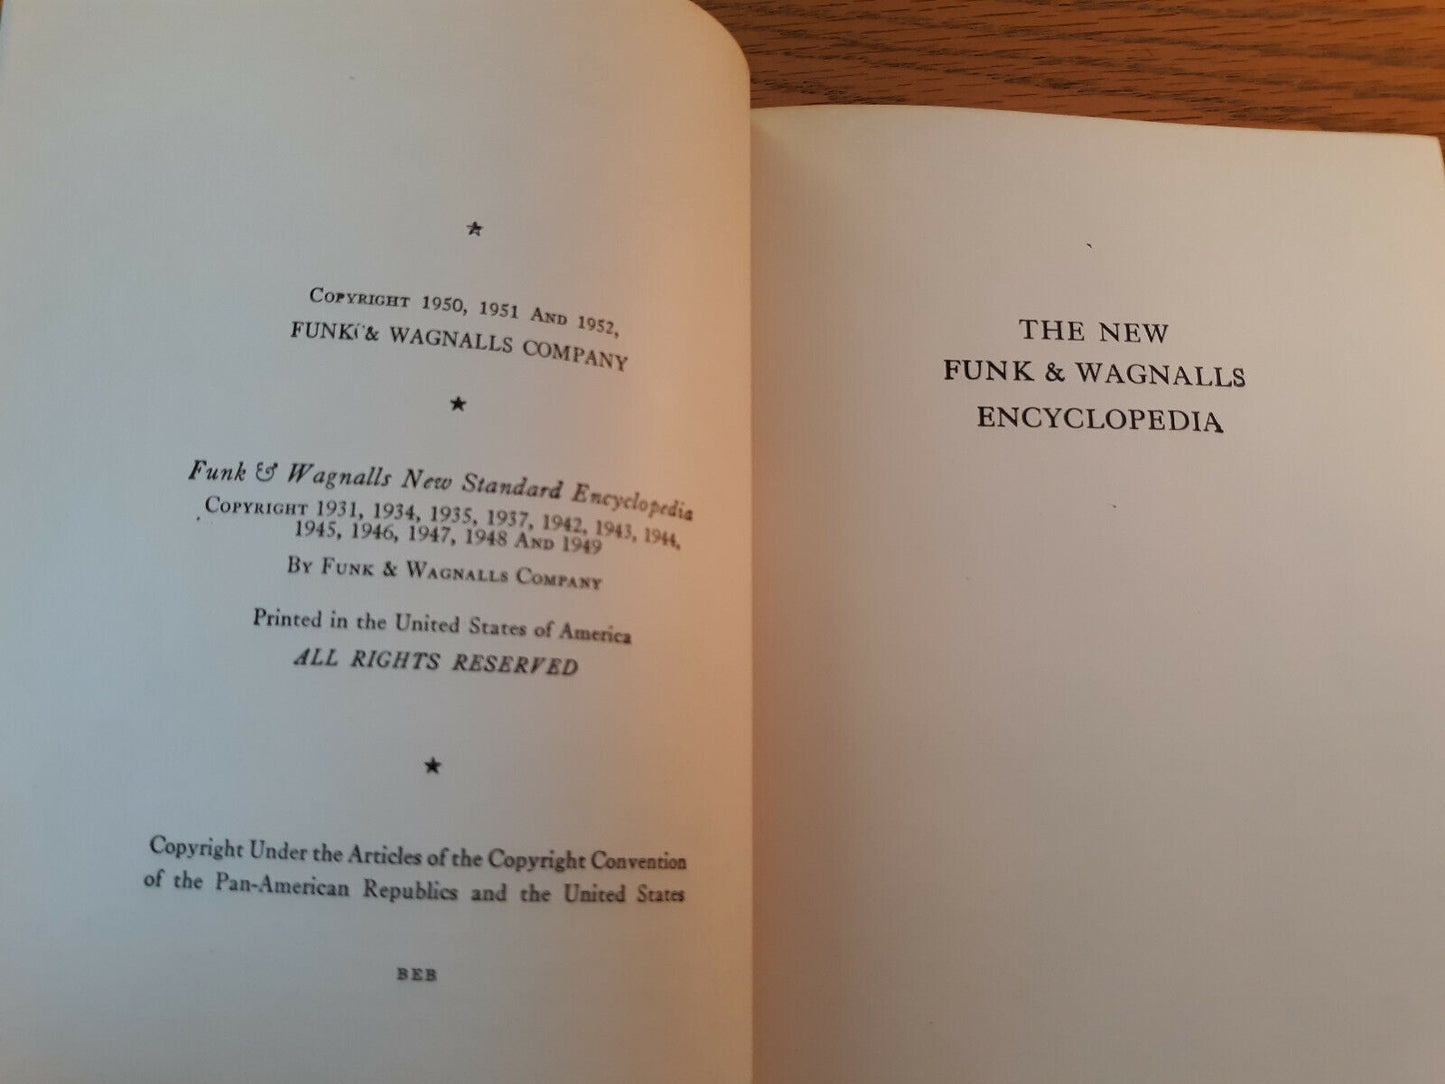 Copyright 1950, 1951 And 1952,
FUNK & WAGNALLS COMPANY
Funk & Wagnalls New Standard Encyclopedia
Copyright 1931, 1934, 1935, 1937, 1942, 1943, 1944,
1945, 1946, 1947, 1948 And 1949
By Funk & Wagnalls Company
Printed in the United States of America
ALL RIGHTS RESERVED
Copyright Under the Articles of the Copyright Convention
of the Pan-American Republics and the United States
BEB
THE NEW
FUNK & WAGNALLS
ENCYCLOPEDIA